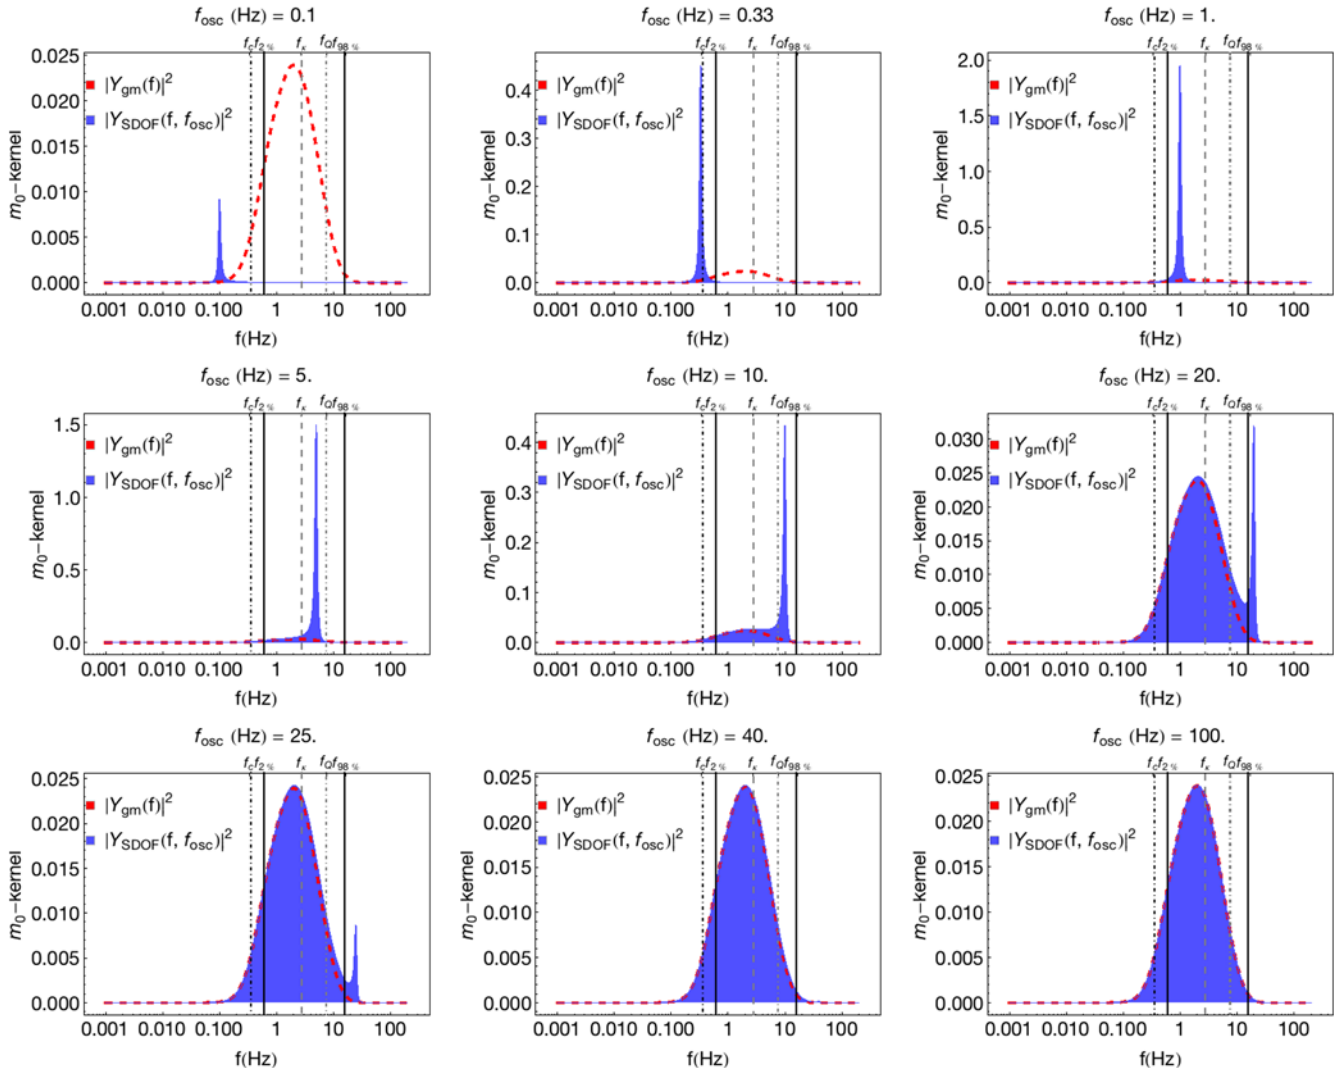 f_osc (Hz) = 0.1
f_c f_2 % f_κ f_Q f_98 %
0.025
0.020
0.015
0.010
0.005
0.000
m_0−kernel
|Y_gm(f)|^2
|Y_SDOF(f, f_osc)|^2
0.001 0.010 0.100 1 10 100
f(Hz)
f_osc (Hz) = 0.33
f_c f_2 % f_κ f_Q f_98 %
0.4
0.3
0.2
0.1
0.0
m_0−kernel
|Y_gm(f)|^2
|Y_SDOF(f, f_osc)|^2
0.001 0.010 0.100 1 10 100
f(Hz)
f_osc (Hz) = 1.
f_c f_2 % f_κ f_Q f_98 %
2.0
1.5
1.0
0.5
0.0
m_0−kernel
|Y_gm(f)|^2
|Y_SDOF(f, f_osc)|^2
0.001 0.010 0.100 1 10 100
f(Hz)
f_osc (Hz) = 5.
f_c f_2 % f_κ f_Q f_98 %
1.5
1.0
0.5
0.0
m_0−kernel
|Y_gm(f)|^2
|Y_SDOF(f, f_osc)|^2
0.001 0.010 0.100 1 10 100
f(Hz)
f_osc (Hz) = 10.
f_c f_2 % f_κ f_Q f_98 %
0.4
0.3
0.2
0.1
0.0
m_0−kernel
|Y_gm(f)|^2
|Y_SDOF(f, f_osc)|^2
0.001 0.010 0.100 1 10 100
f(Hz)
f_osc (Hz) = 20.
f_c f_2 % f_κ f_Q f_98 %
0.030
0.025
0.020
0.015
0.010
0.005
0.000
m_0−kernel
|Y_gm(f)|^2
|Y_SDOF(f, f_osc)|^2
0.001 0.010 0.100 1 10 100
f(Hz)
f_osc (Hz) = 25.
f_c f_2 % f_κ f_Q f_98 %
0.025
0.020
0.015
0.010
0.005
0.000
m_0−kernel
|Y_gm(f)|^2
|Y_SDOF(f, f_osc)|^2
0.001 0.010 0.100 1 10 100
f(Hz)
f_osc (Hz) = 40.
f_c f_2 % f_κ f_Q f_98 %
0.025
0.020
0.015
0.010
0.005
0.000
m_0−kernel
|Y_gm(f)|^2
|Y_SDOF(f, f_osc)|^2
0.001 0.010 0.100 1 10 100
f(Hz)
f_osc (Hz) = 100.
f_c f_2 % f_κ f_Q f_98 %
0.025
0.020
0.015
0.010
0.005
0.000
m_0−kernel
|Y_gm(f)|^2
|Y_SDOF(f, f_osc)|^2
0.001 0.010 0.100 1 10 100
f(Hz)